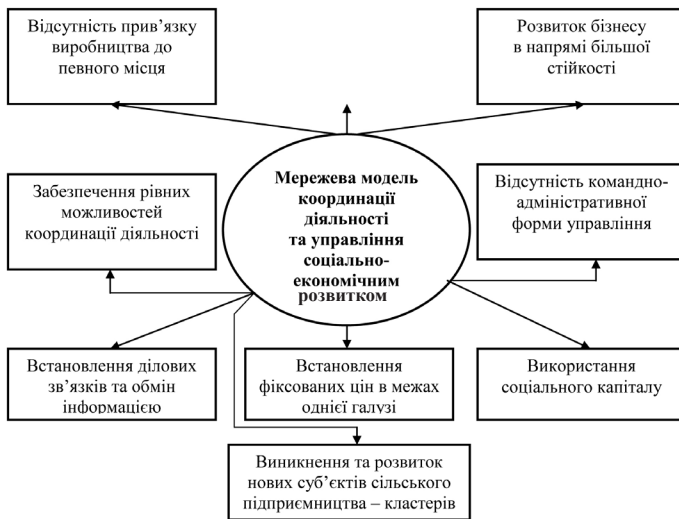 Відсутність прив’язку
виробництва до
певного місця
Розвиток бізнесу
в напрямі більшої
стійкості
Мережева модель
координації
діяльності
та управління
соціально-
економічним
розвитком
Забезпечення рівних
можливостей
координації діяльності
Відсутність командно-
адміністративної
форми управління
Встановлення ділових
зв’язків та обмін
інформацією
Встановлення
фіксованих цін в межах
однієї галузі
Використання
соціального капіталу
Виникнення та розвиток
нових суб’єктів сільського
підприємництва – кластерів